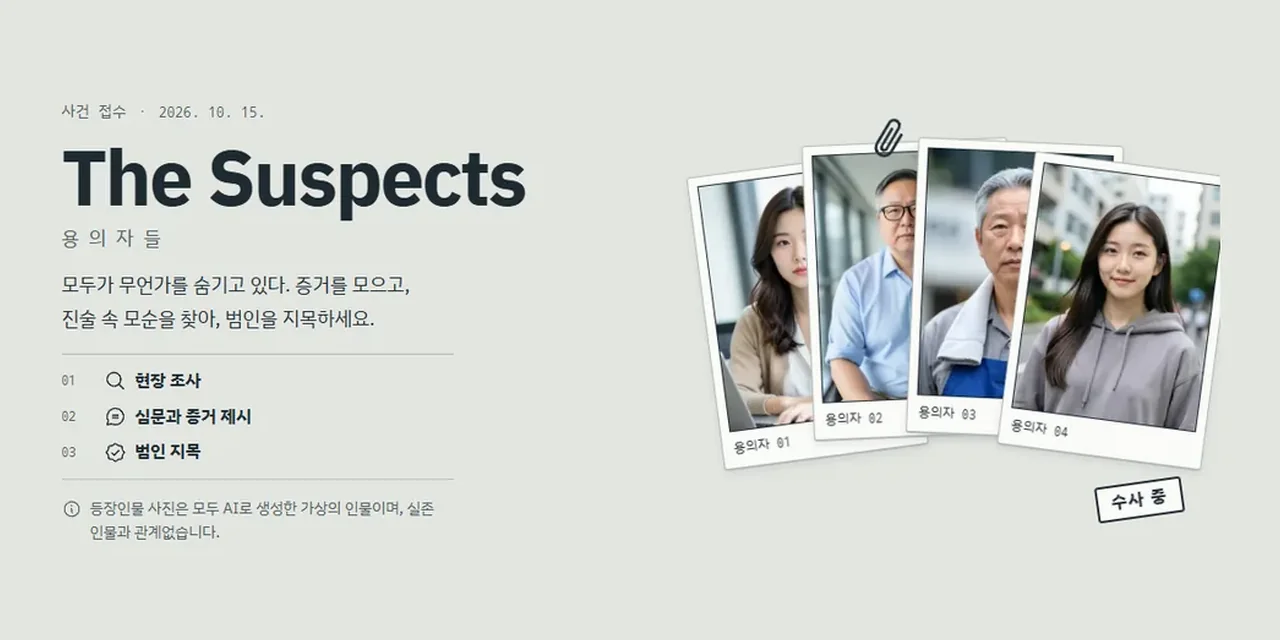 사건 접수 · 2026. 10. 15.
The Suspects
용의자들
모두가 무언가를 숨기고 있다. 증거를 모으고,
진술 속 모순을 찾아, 범인을 지목하세요.
01 현장 조사
02 심문과 증거 제시
03 범인 지목
등장인물 사진은 모두 AI로 생성한 가상의 인물이며, 실존
인물과 관계없습니다.
용의자 01
용의자 02
용의자 03
용의자 04
수사 중